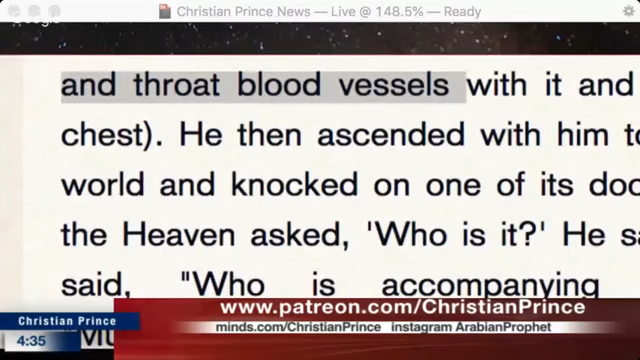 Christian Prince News — Live @ 148.5% — Ready
and throat blood vessels with it and
chest). He then ascended with him to
world and knocked on one of its doo
the Heaven asked, 'Who is it?' He sa
said, "Who is accompanying
www.patreon.com/ChristianPrince
Christian Prince
minds.com/ChristianPrince instagram ArabianProphet
4:35